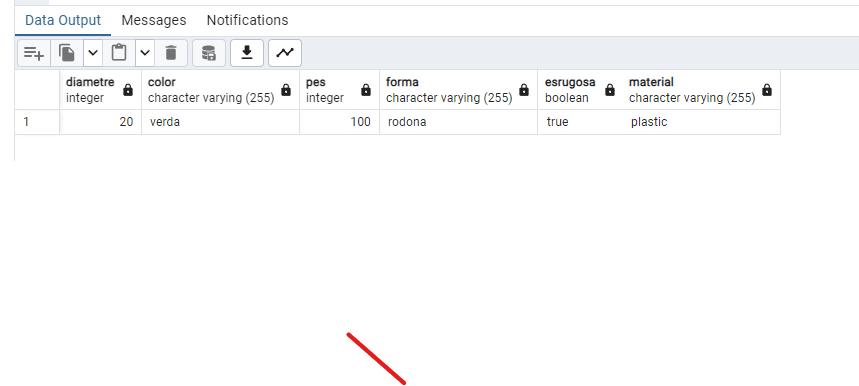 Data Output Messages Notifications
diametre color pes forma esrugosa material
integer character varying (255) integer character varying (255) boolean character varying (255)
1 20 verda 100 rodona true plastic